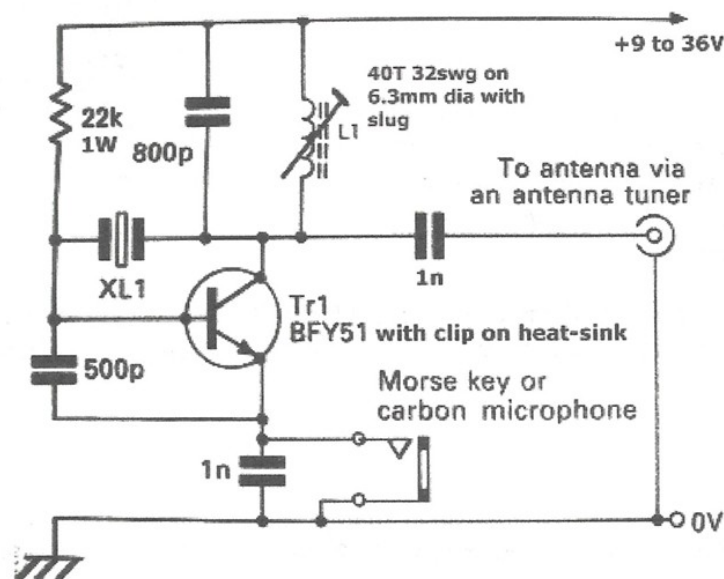 +9 to 36V
40T 32swg on
6.3mm dia with
slug
L1
22k
1W
800p
To antenna via
an antenna tuner
XL1
1n
Tr1
BFY51 with clip on heat-sink
500p
Morse key or
carbon microphone
1n
0V